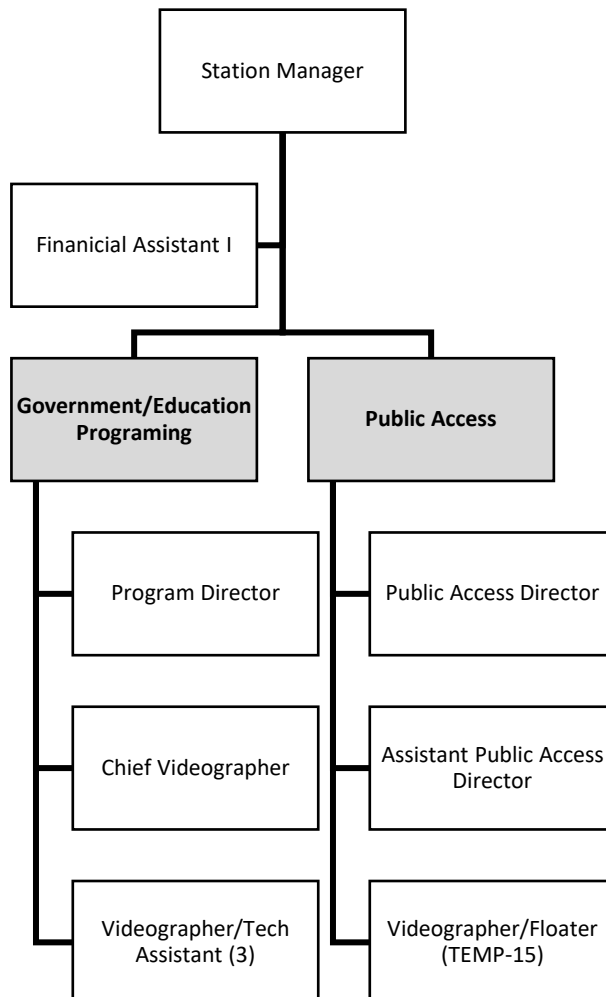 Station Manager
Finanicial Assistant I
Government/Education
Programing
Public Access
Program Director
Public Access Director
Chief Videographer
Assistant Public Access
Director
Videographer/Tech
Assistant (3)
Videographer/Floater
(TEMP-15)